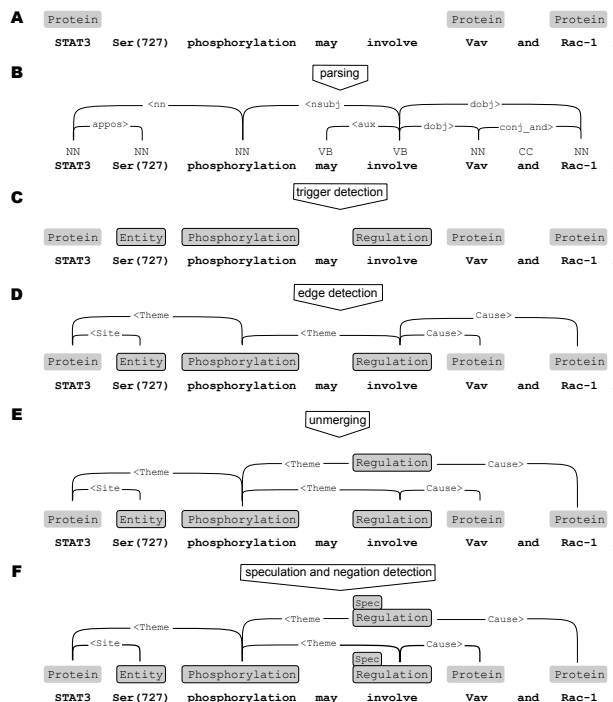 A Protein Protein Protein
STAT3 Ser(727) phosphorylation may involve Vav and Rac-1
B parsing
<nn <nsubj dobj>
appos> <aux dobj> conj_and>
NN NN NN VB VB NN CC NN
STAT3 Ser(727) phosphorylation may involve Vav and Rac-1
C trigger detection
Protein Entity Phosphorylation Regulation Protein Protein
STAT3 Ser(727) phosphorylation may involve Vav and Rac-1
D edge detection
<Theme Cause>
<Site <Theme Cause>
Protein Entity Phosphorylation Regulation Protein Protein
STAT3 Ser(727) phosphorylation may involve Vav and Rac-1
E unmerging
<Theme Regulation Cause>
<Theme
<Site <Theme Cause>
Protein Entity Phosphorylation Regulation Protein Protein
STAT3 Ser(727) phosphorylation may involve Vav and Rac-1
F speculation and negation detection
Spec
<Theme Regulation Cause>
<Theme
<Site <Theme Cause>
Spec
Protein Entity Phosphorylation Regulation Protein Protein
STAT3 Ser(727) phosphorylation may involve Vav and Rac-1